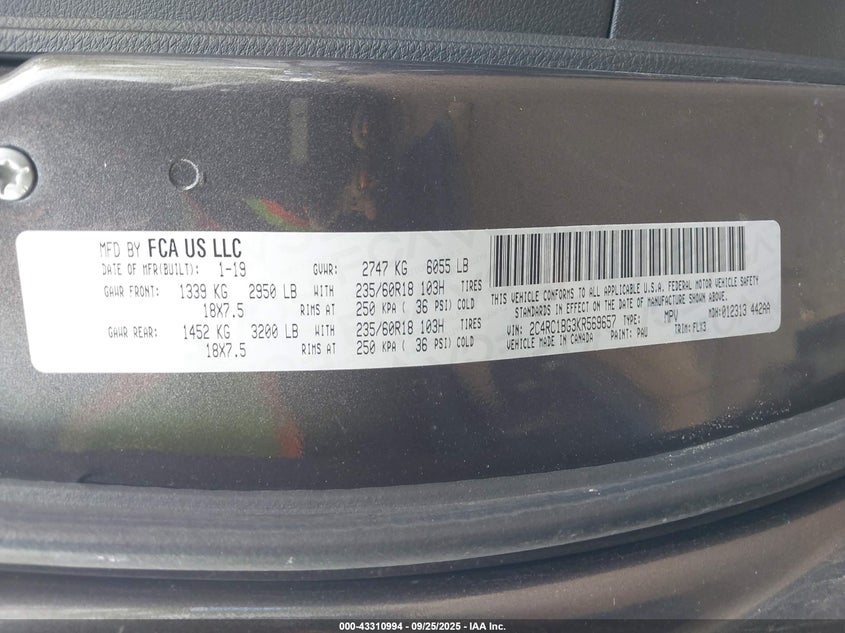 MFD BY FCA US LLC
DATE OF MFR(BUILT): 1-19 GVWR: 2747 KG 6055 LB
GAWR FRONT: 1339 KG 2950 LB WITH 235/60R18 103H TIRES
18X7.5 RIMS AT 250 KPA ( 36 PSI) COLD
GAWR REAR: 1452 KG 3200 LB WITH 235/60R18 103H TIRES
18X7.5 RIMS AT 250 KPA ( 36 PSI) COLD
THIS VEHICLE CONFORMS TO ALL APPLICABLE U.S.A. FEDERAL MOTOR VEHICLE SAFETY
STANDARDS IN EFFECT ON THE DATE OF MANUFACTURE SHOWN ABOVE.
VIN: 2C4RC1BG3KR569657 TYPE: MPV MDH:012313 442AA
VEHICLE MADE IN CANADA PAINT: PAU TRIM: FLX3
000-43310994 - 09/25/2025 - IAA Inc.